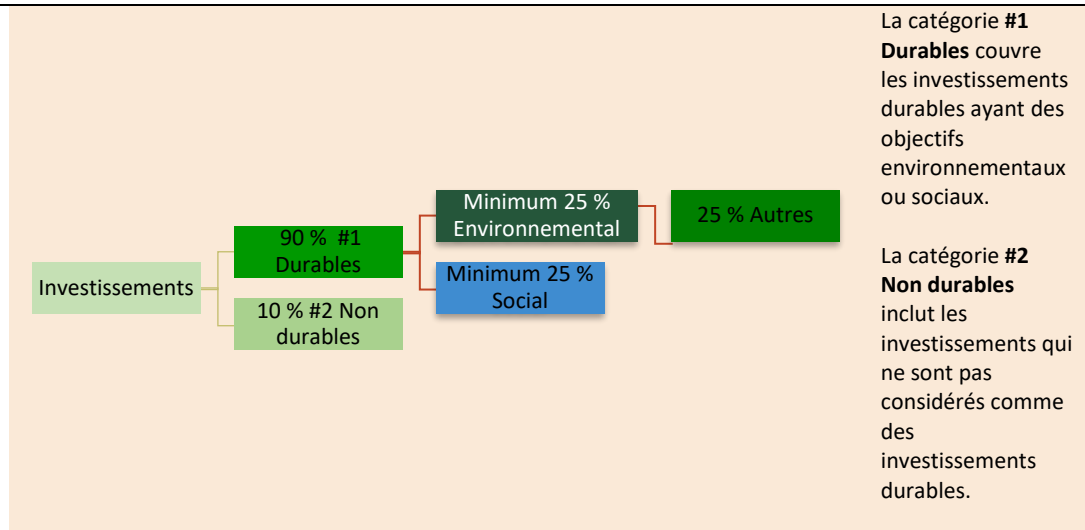 Investissements
90 % #1
Durables
10 % #2 Non
durables
Minimum 25 %
Environnemental
Minimum 25 %
Social
25 % Autres
La catégorie #1
Durables couvre
les investissements
durables ayant des
objectifs
environnementaux
ou sociaux.
La catégorie #2
Non durables
inclut les
investissements qui
ne sont pas
considérés comme
des
investissements
durables.